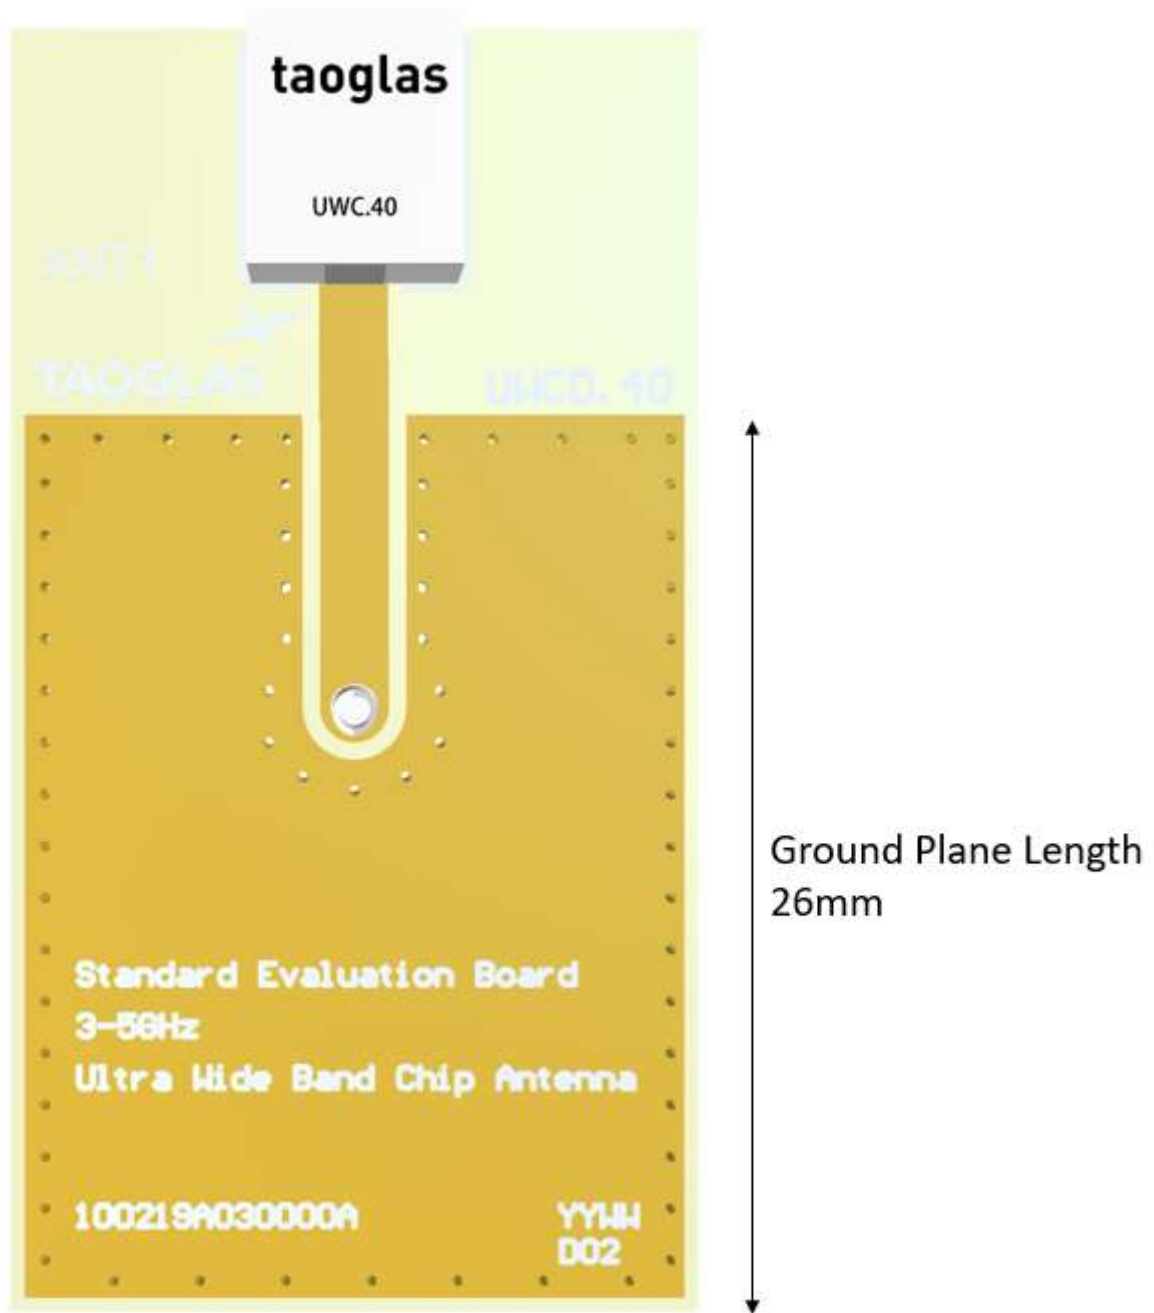 taoglas
UWC.40
ANT1
TAOGLAS
UWCD.40
Ground Plane Length
26mm
Standard Evaluation Board
3-5GHz
Ultra Wide Band Chip Antenna
100219A030000A
YYWW
D02